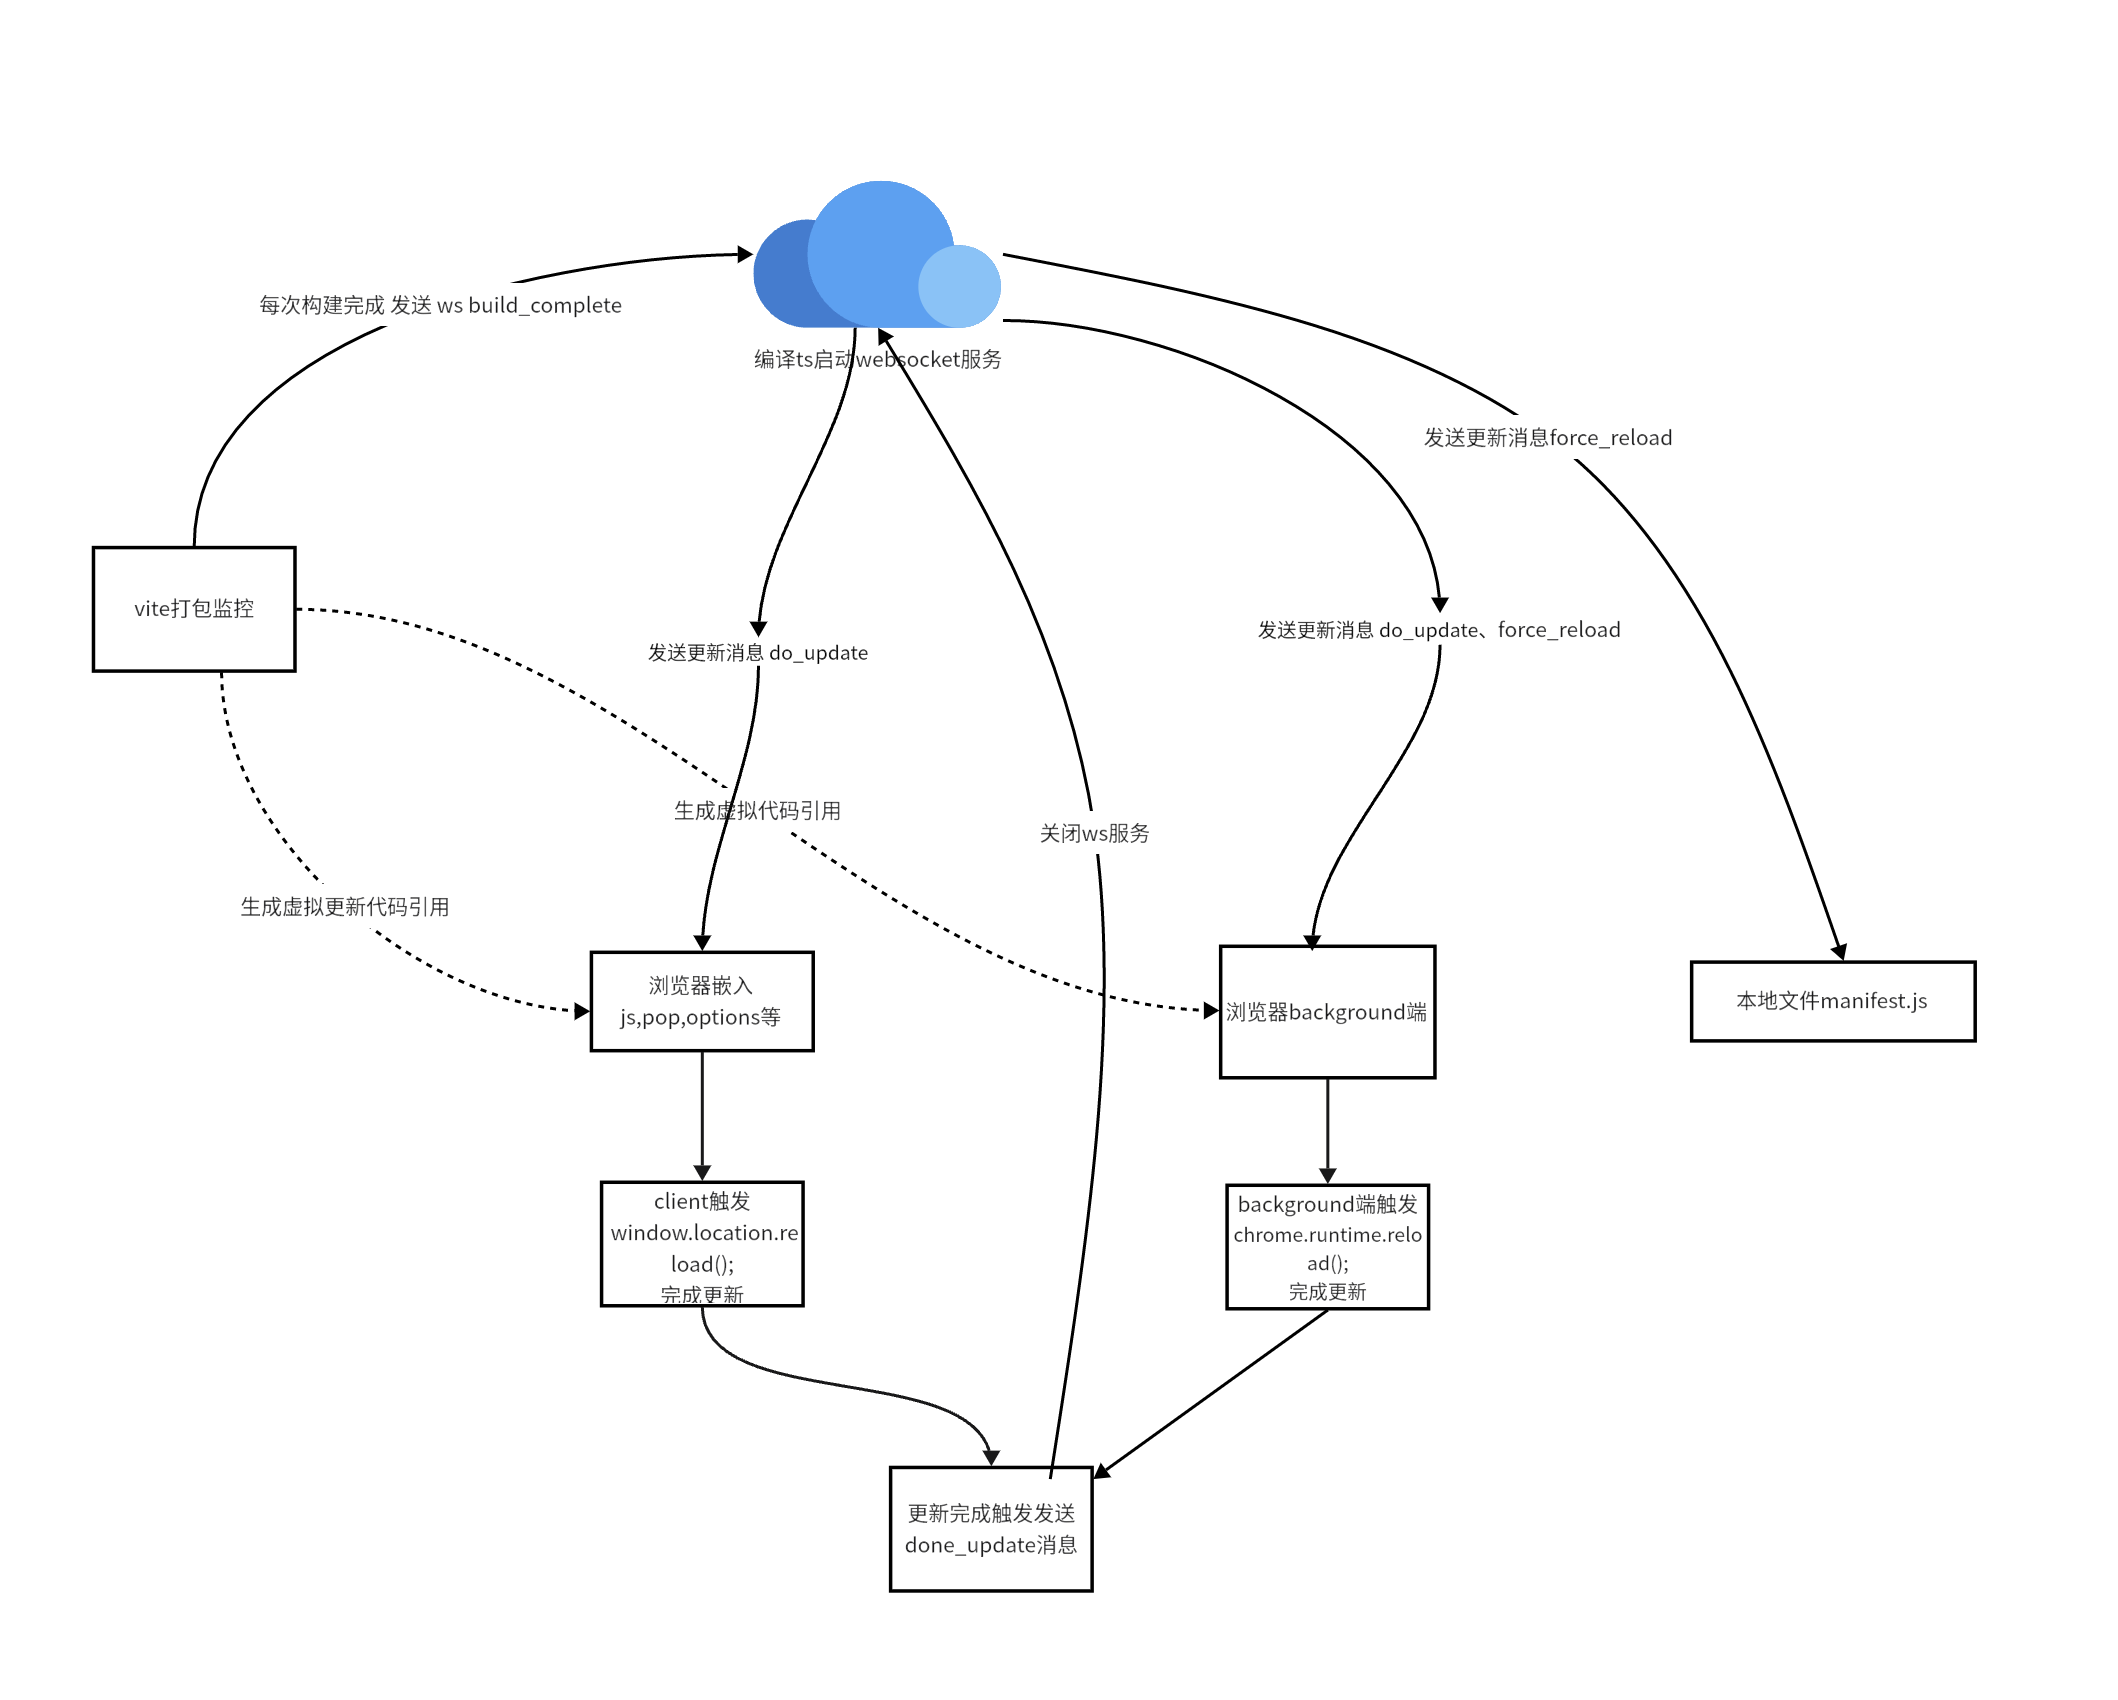 每次构建完成 发送 ws build_complete
编译ts启动websocket服务
发送更新消息force_reload
vite打包监控
发送更新消息 do_update
发送更新消息 do_update、force_reload
生成虚拟代码引用
关闭ws服务
生成虚拟更新代码引用
浏览器嵌入
js,pop,options等
浏览器background端
本地文件manifest.js
client触发
window.location.re
load();
完成更新
background端触发
chrome.runtime.relo
ad();
完成更新
更新完成触发发送
done_update消息